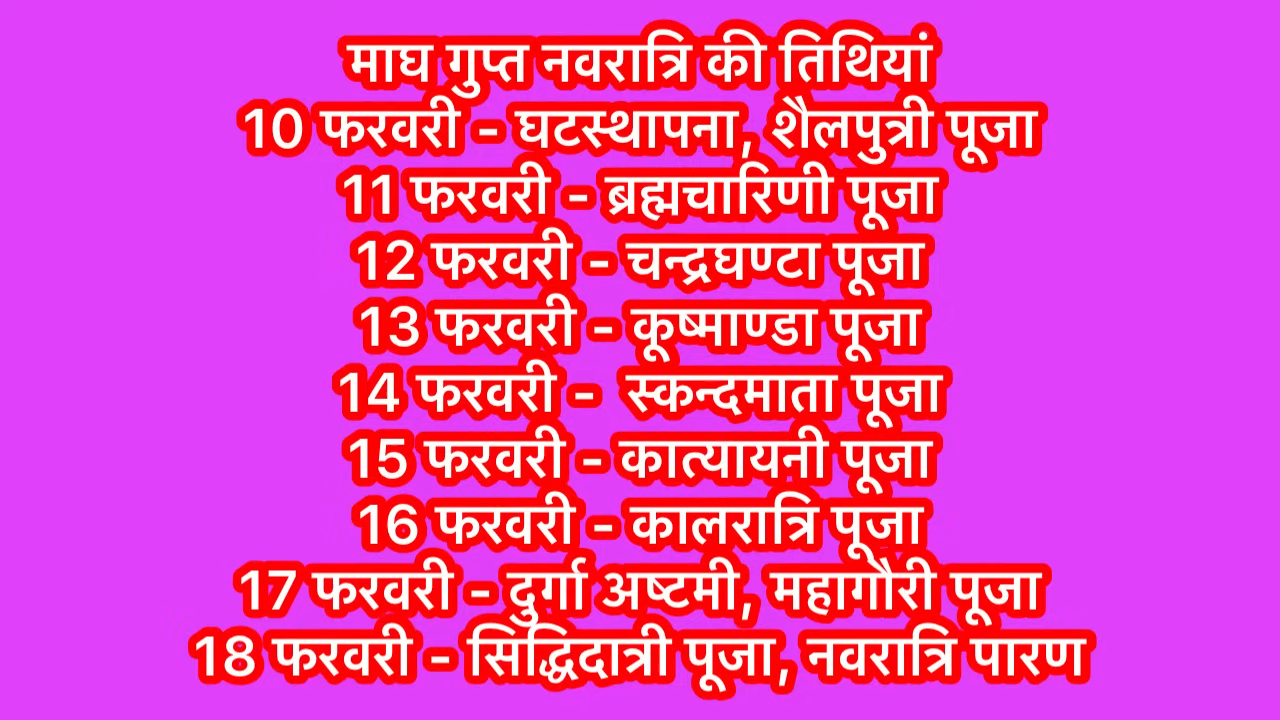 माघ गुप्त नवरात्रि की तिथियां
10 फरवरी - घटस्थापना, शैलपुत्री पूजा
11 फरवरी - ब्रह्मचारिणी पूजा
12 फरवरी - चन्द्रघण्टा पूजा
13 फरवरी - कूष्माण्डा पूजा
14 फरवरी - स्कन्दमाता पूजा
15 फरवरी - कात्यायनी पूजा
16 फरवरी - कालरात्रि पूजा
17 फरवरी - दुर्गा अष्टमी, महागौरी पूजा
18 फरवरी - सिद्धिदात्री पूजा, नवरात्रि पारण